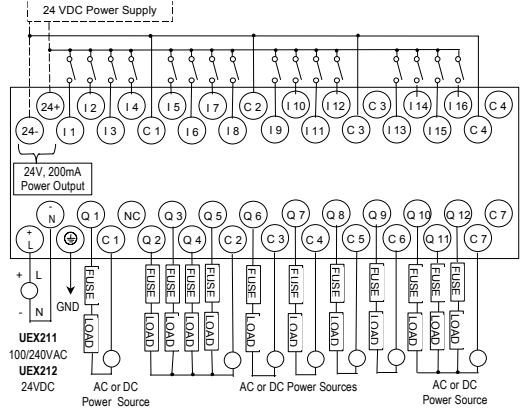 24 VDC Power Supply
24+ I 2 I 4 I 5 I 7 C 2 I 10 I 12 C 3 I 14 I 16 C 4
24- I 1 I 3 C 1 I 6 I 8 I 9 I 11 C 3 I 13 I 15 C 4
24V, 200mA
Power Output
- N Q 1 NC Q 3 Q 5 Q 6 Q 7 Q 8 Q 9 Q 10 Q 12 C 7
+ L C 1 Q 2 Q 4 C 2 C 3 C 4 C 5 C 6 Q 11 C 7
+ L
FUSE FUSE FUSE FUSE FUSE FUSE FUSE FUSE FUSE FUSE FUSE FUSE
GND
- N
LOAD LOAD LOAD LOAD LOAD LOAD LOAD LOAD LOAD LOAD LOAD LOAD
UEX211
100/240VAC
UEX212
24VDC
AC or DC
Power Source
AC or DC Power Sources
AC or DC
Power Source